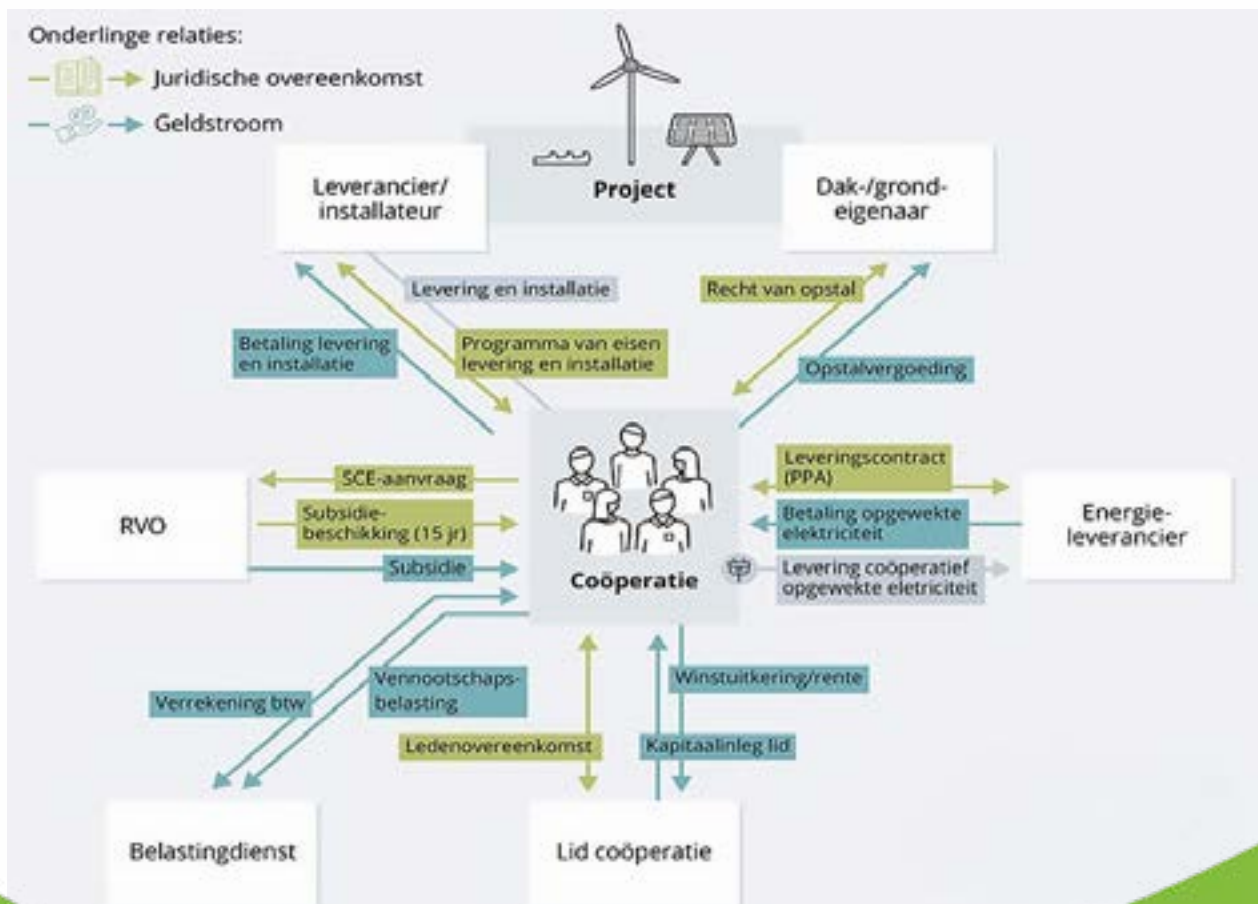 Onderlinge relaties:
Juridische overeenkomst
Geldstroom
Project
Leverancier/
installateur
Dak-/grond-
eigenaar
Levering en installatie
Recht van opstal
Betaling levering
en installatie
Programma van eisen
levering en installatie
Opstalvergoeding
SCE-aanvraag
Subsidie-
beschikking (15 jr)
Subsidie
RVO
Coöperatie
Leveringscontract
(PPA)
Betaling opgewekte
elektriciteit
Levering coöperatief
opgewekte eletriciteit
Energie-
leverancier
Verrekening btw
Vennootschaps-
belasting
Winstuitkering/rente
Ledenovereenkomst
Kapitaalinleg lid
Belastingdienst
Lid coöperatie